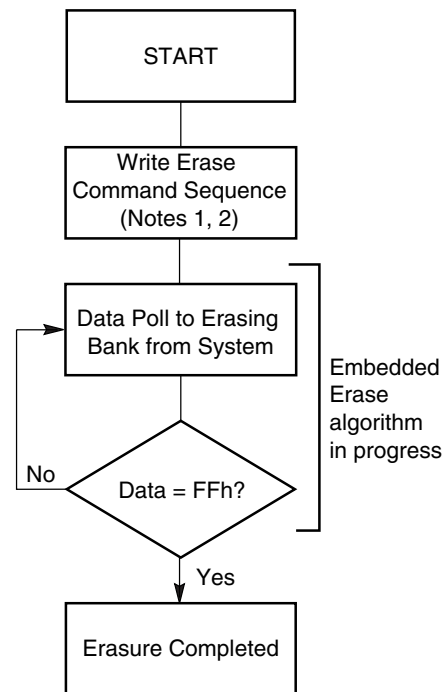 START
Write Erase
Command Sequence
(Notes 1, 2)
Data Poll to Erasing
Bank from System
Embedded
Erase
algorithm
in progress
No
Data = FFh?
Yes
Erasure Completed